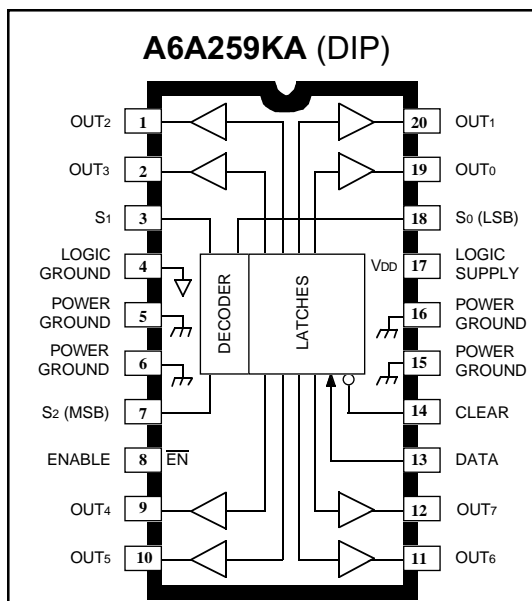 A6A259KA (DIP)
OUT2 1
20 OUT1
OUT3 2
19 OUT0
S1 3
18 S0 (LSB)
LOGIC
GROUND 4
VDD 17 LOGIC
SUPPLY
POWER
GROUND 5
16 POWER
GROUND
POWER
GROUND 6
15 POWER
GROUND
DECODER
LATCHES
S2 (MSB) 7
14 CLEAR
ENABLE 8 E̅N̅
13 DATA
OUT4 9
12 OUT7
OUT5 10
11 OUT6